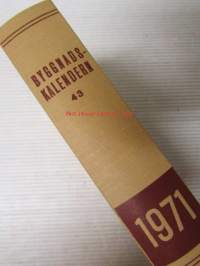 BYGGNADS-
KALENDERN
43
1971